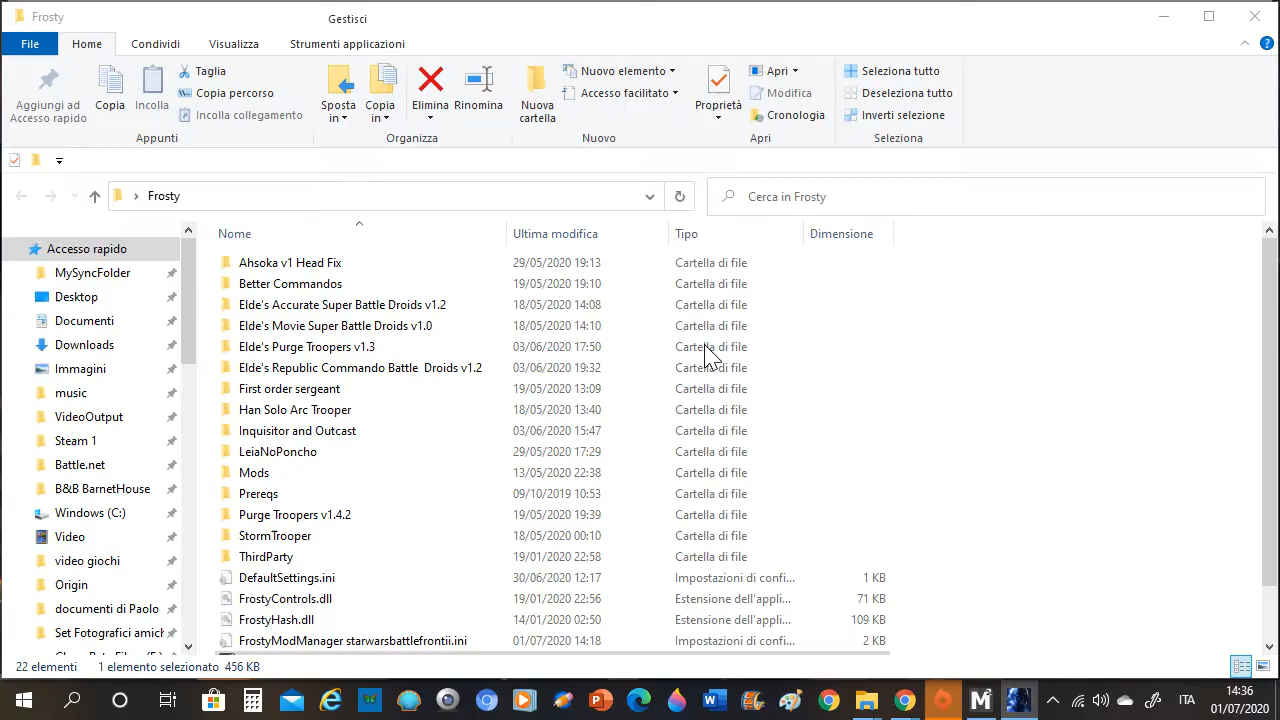 Frosty
Gestisci
File Home Condividi Visualizza Strumenti applicazioni
Aggiungi ad Accesso rapido
Copia
Incolla
Taglia
Copia percorso
Incolla collegamento
Appunti
Sposta in
Copia in
Elimina
Rinomina
Organizza
Nuova cartella
Nuovo elemento
Accesso facilitato
Nuovo
Proprietà
Apri
Modifica
Cronologia
Apri
Seleziona tutto
Deseleziona tutto
Inverti selezione
Seleziona
Frosty
Cerca in Frosty
Accesso rapido
MySyncFolder
Desktop
Documenti
Downloads
Immagini
music
VideoOutput
Steam 1
Battle.net
B&B BarnetHouse
Windows (C:)
Video
video giochi
Origin
documenti di Paolo
Set Fotografici amich
Nome Ultima modifica Tipo Dimensione
Ahsoka v1 Head Fix 29/05/2020 19:13 Cartella di file
Better Commandos 19/05/2020 19:10 Cartella di file
Elde's Accurate Super Battle Droids v1.2 18/05/2020 14:08 Cartella di file
Elde's Movie Super Battle Droids v1.0 18/05/2020 14:10 Cartella di file
Elde's Purge Troopers v1.3 03/06/2020 17:50 Cartella di file
Elde's Republic Commando Battle  Droids v1.2 03/06/2020 19:32 Cartella di file
First order sergeant 19/05/2020 13:09 Cartella di file
Han Solo Arc Trooper 18/05/2020 13:40 Cartella di file
Inquisitor and Outcast 03/06/2020 15:47 Cartella di file
LeiaNoPoncho 29/05/2020 17:29 Cartella di file
Mods 13/05/2020 22:38 Cartella di file
Prereqs 09/10/2019 10:53 Cartella di file
Purge Troopers v1.4.2 19/05/2020 19:39 Cartella di file
StormTrooper 18/05/2020 00:10 Cartella di file
ThirdParty 19/01/2020 22:58 Cartella di file
DefaultSettings.ini 30/06/2020 12:17 Impostazioni di confi... 1 KB
FrostyControls.dll 19/01/2020 22:56 Estensione dell'appli... 71 KB
FrostyHash.dll 14/01/2020 02:50 Estensione dell'appli... 109 KB
FrostyModManager starwarsbattlefrontii.ini 01/07/2020 14:18 Impostazioni di confi... 2 KB
22 elementi 1 elemento selezionato 456 KB
ITA
14:36
01/07/2020